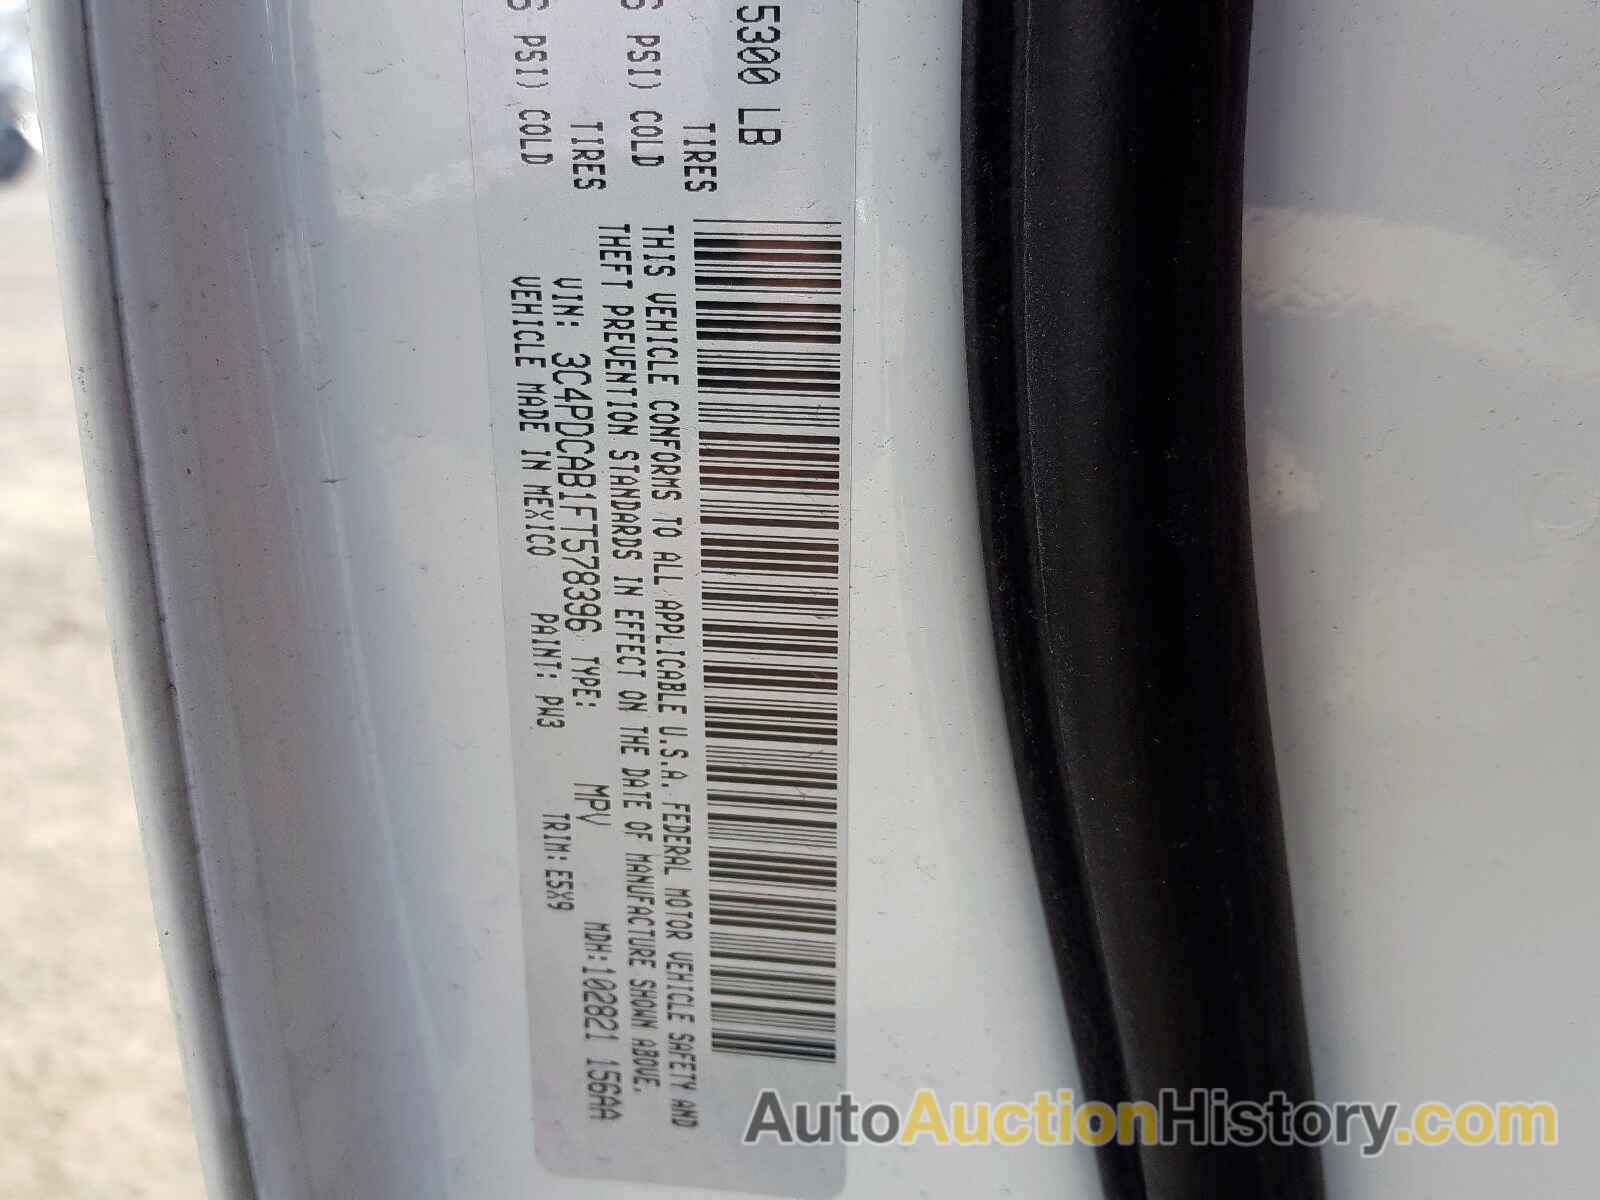 5300 LB
TIRES
PSI) COLD
TIRES
PSI) COLD
THIS VEHICLE CONFORMS TO ALL APPLICABLE U.S.A. FEDERAL MOTOR VEHICLE SAFETY AND
THEFT PREVENTION STANDARDS IN EFFECT ON THE DATE OF MANUFACTURE SHOWN ABOVE.
VIN: 3C4PDCAB1FT578396 TYPE: MPV MDH:102821 156AA
VEHICLE MADE IN MEXICO PAINT: PW3 TRIM: E5X9
AutoAuctionHistory.com